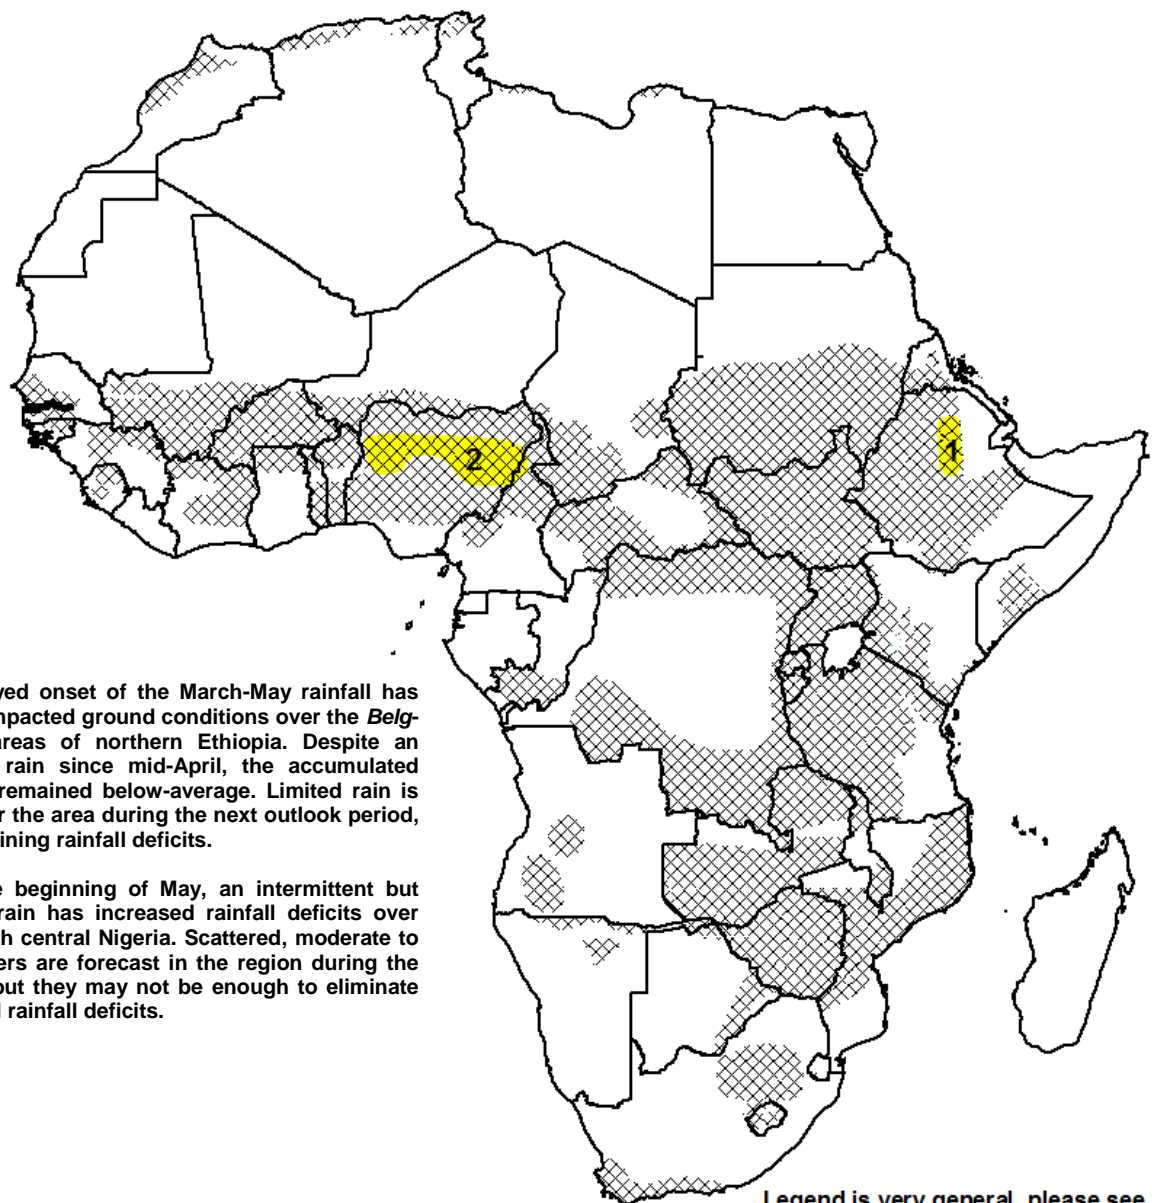 yed onset of the March-May rainfall has
mpacted ground conditions over the Belg-
areas of northern Ethiopia. Despite an
rain since mid-April, the accumulated
remained below-average. Limited rain is
r the area during the next outlook period,
ining rainfall deficits.
e beginning of May, an intermittent but
rain has increased rainfall deficits over
h central Nigeria. Scattered, moderate to
ers are forecast in the region during the
but they may not be enough to eliminate
l rainfall deficits.
1
2
Legend is very general, please see